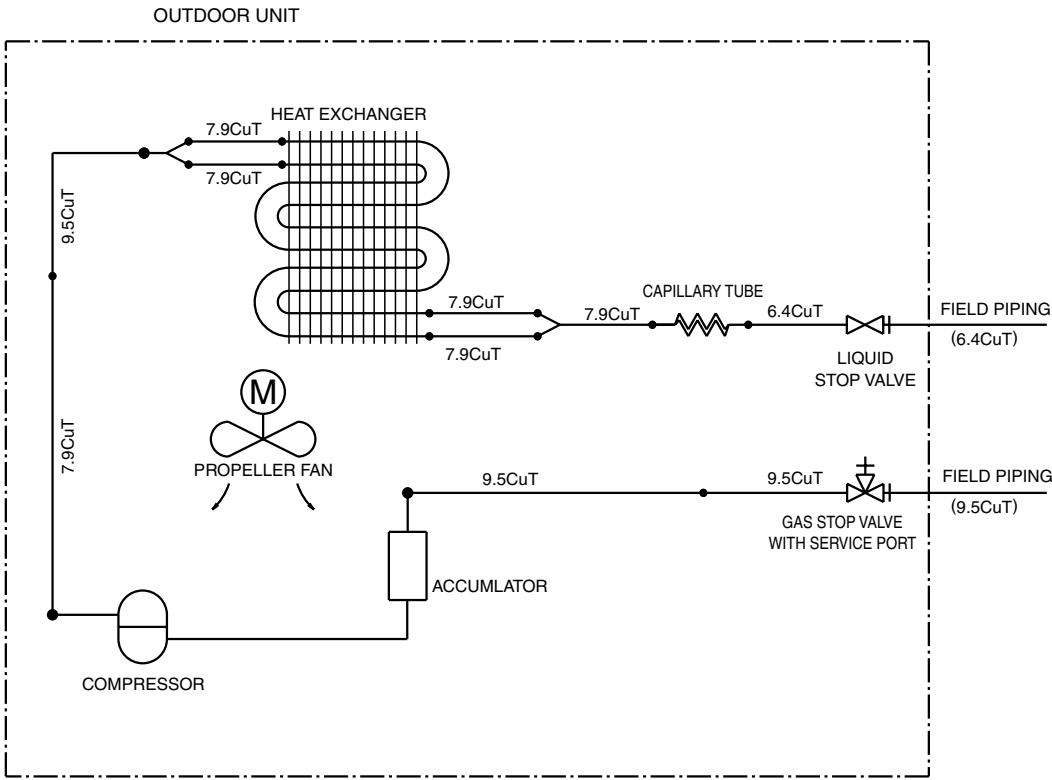 OUTDOOR UNIT
HEAT EXCHANGER
7.9CuT
7.9CuT
9.5CuT
7.9CuT
7.9CuT
7.9CuT
7.9CuT
CAPILLARY TUBE
6.4CuT
LIQUID
STOP VALVE
FIELD PIPING
(6.4CuT)
M
PROPELLER FAN
9.5CuT
9.5CuT
GAS STOP VALVE
WITH SERVICE PORT
FIELD PIPING
(9.5CuT)
ACCUMLATOR
COMPRESSOR